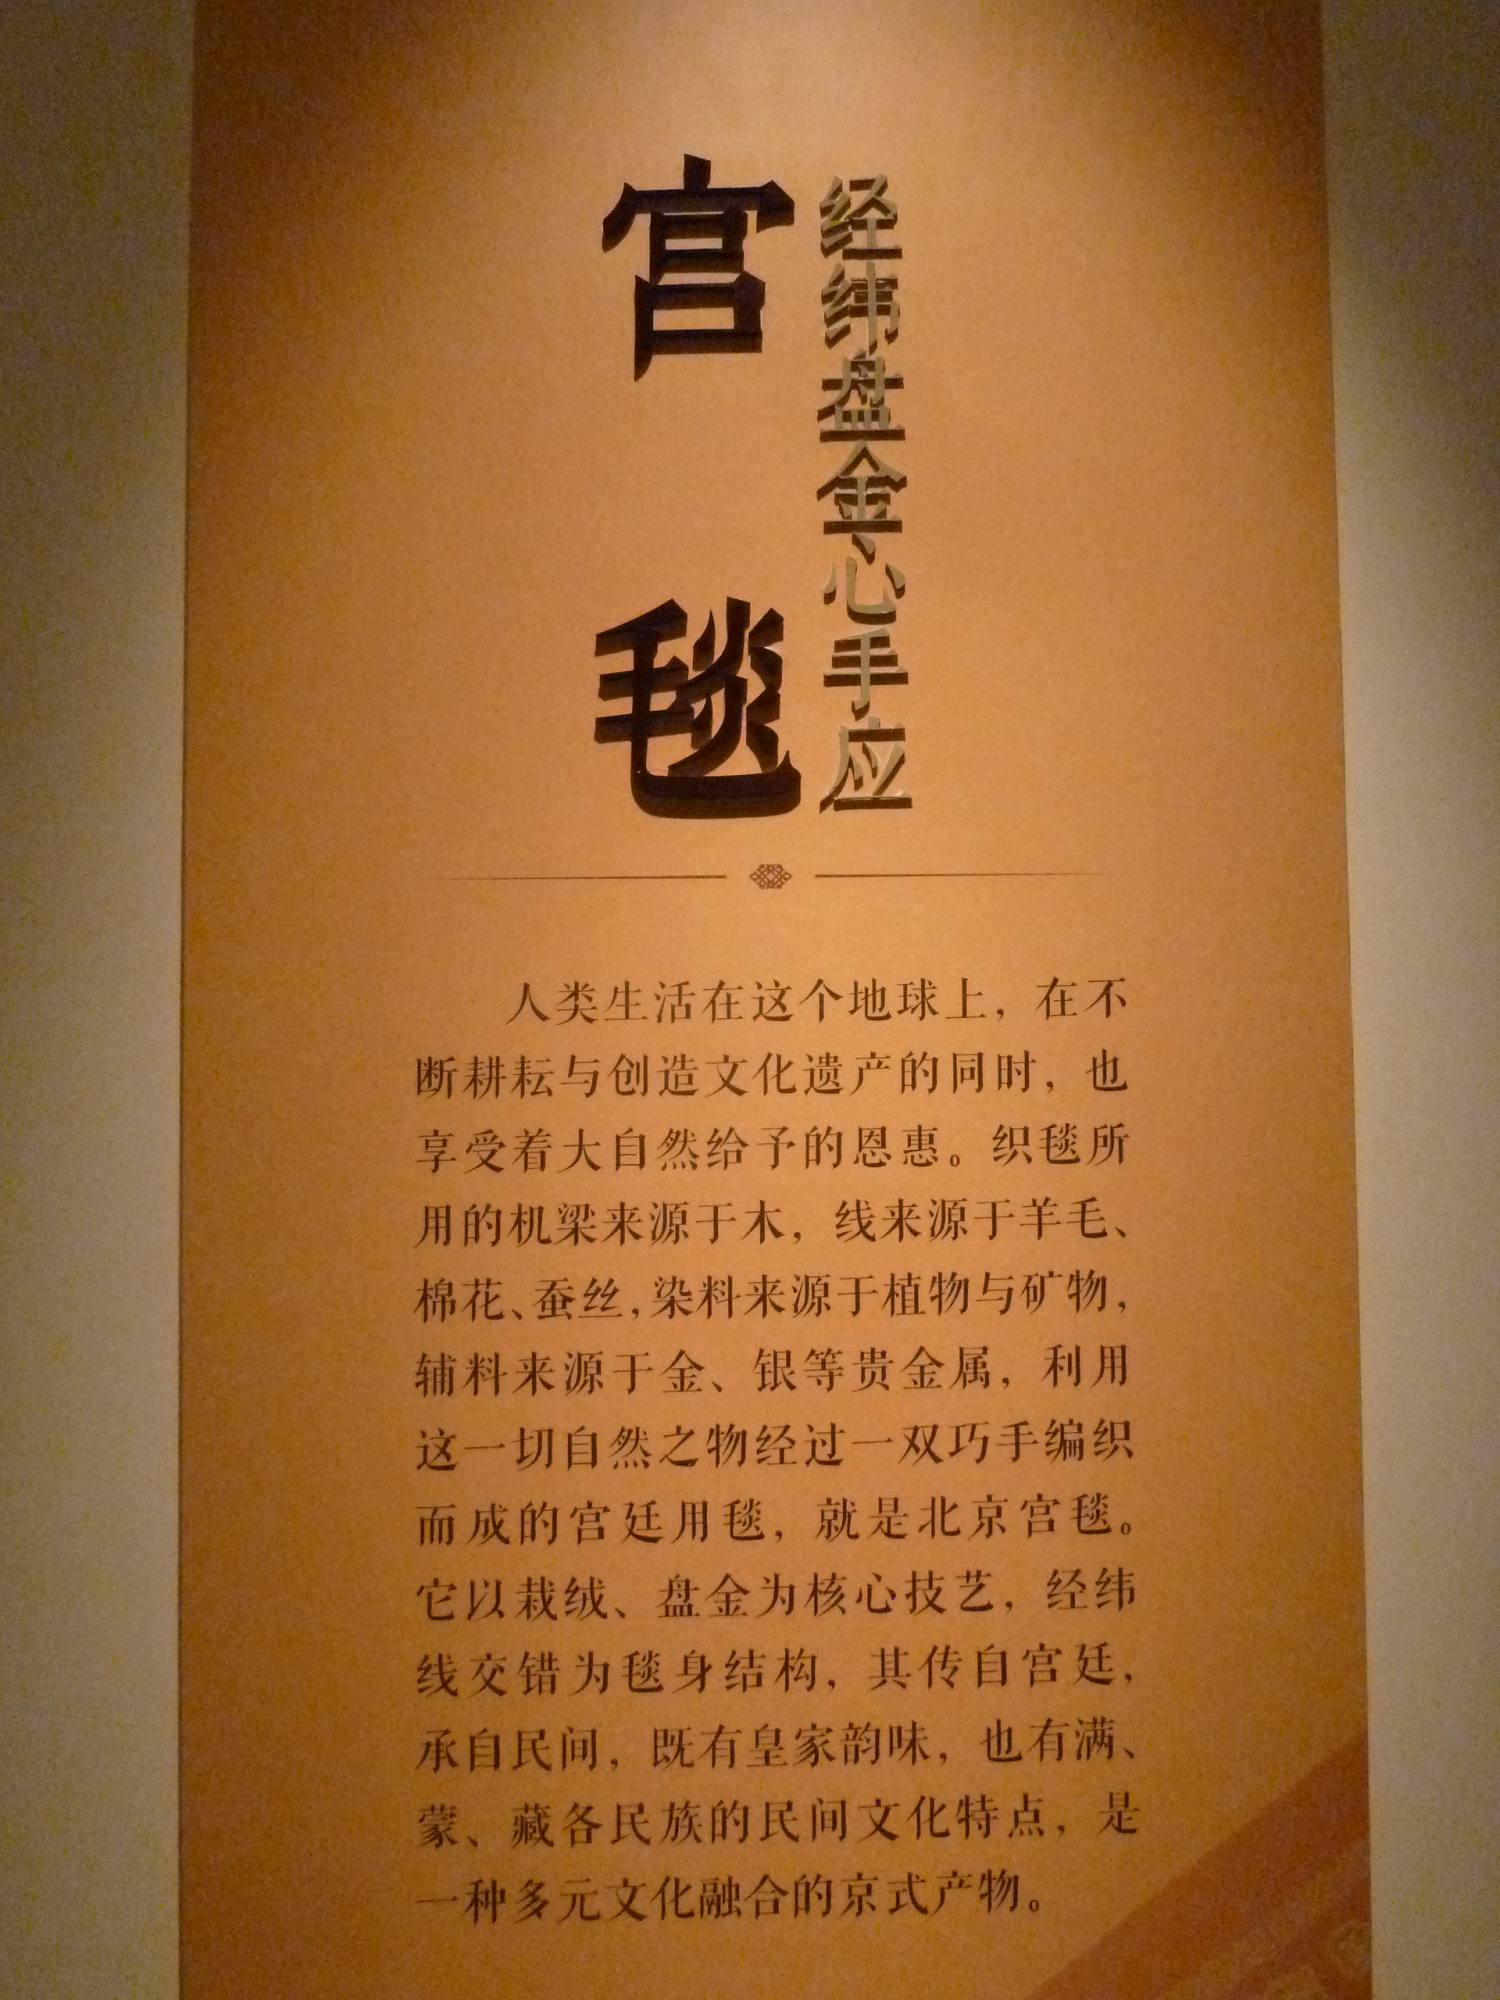 经纬盘金心手应
宫毯
人类生活在这个地球上，在不
断耕耘与创造文化遗产的同时，也
享受着大自然给予的恩惠。织毯所
用的机梁来源于木，线来源于羊毛、
棉花、蚕丝，染料来源于植物与矿物，
辅料来源于金、银等贵金属，利用
这一切自然之物经过一双巧手编织
而成的宫廷用毯，就是北京宫毯。
它以栽绒、盘金为核心技艺，经纬
线交错为毯身结构，其传自宫廷，
承自民间，既有皇家韵味，也有满、
蒙、藏各民族的民间文化特点，是
一种多元文化融合的京式产物。